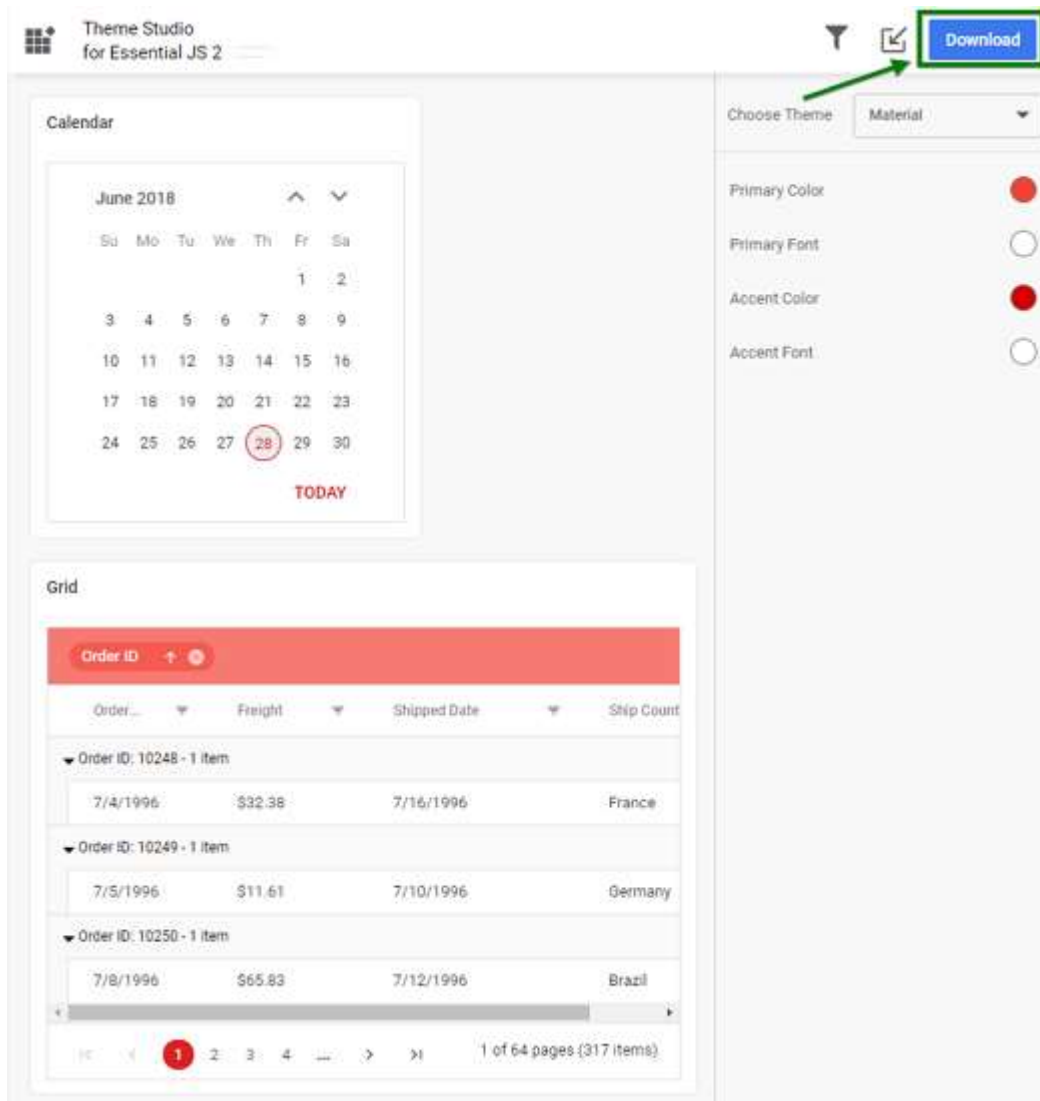 Theme Studio
for Essential JS 2
Download
Choose Theme Material
Primary Color
Primary Font
Accent Color
Accent Font
Calendar
June 2018
Su Mo Tu We Th Fr Sa
1 2
3 4 5 6 7 8 9
10 11 12 13 14 15 16
17 18 19 20 21 22 23
24 25 26 27 28 29 30
TODAY
Grid
Order ID
Order... Freight Shipped Date Ship Count
Order ID: 10248 - 1 item
7/4/1996 $32.38 7/16/1996 France
Order ID: 10249 - 1 item
7/5/1996 $11.61 7/10/1996 Germany
Order ID: 10250 - 1 item
7/8/1996 $65.83 7/12/1996 Brazil
1 2 3 4 ... 1 of 64 pages (317 items)